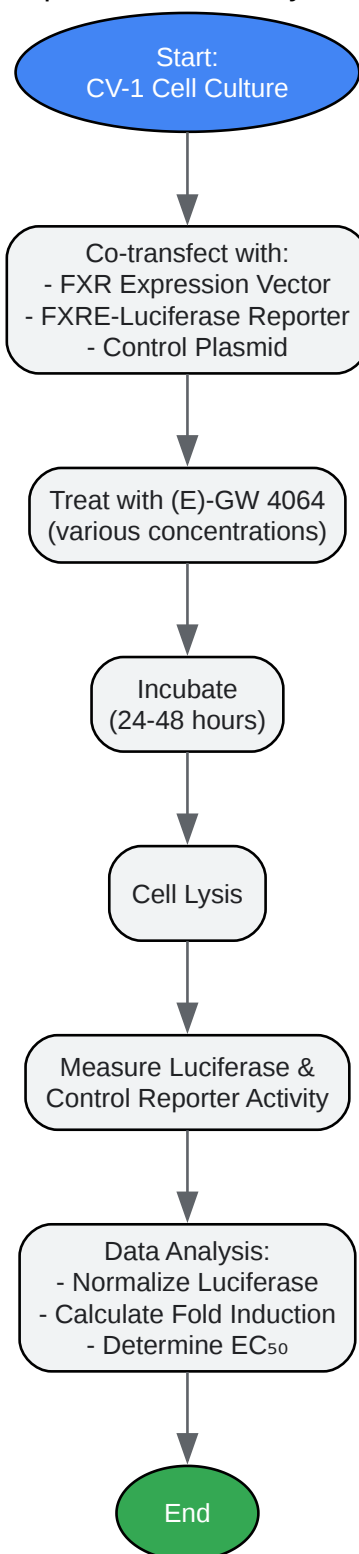 Start:
CV-1 Cell Culture
Co-transfect with:
- FXR Expression Vector
- FXRE-Luciferase Reporter
- Control Plasmid
Treat with (E)-GW 4064
(various concentrations)
Incubate
(24-48 hours)
Cell Lysis
Measure Luciferase &
Control Reporter Activity
Data Analysis:
- Normalize Luciferase
- Calculate Fold Induction
- Determine EC₅₀
End